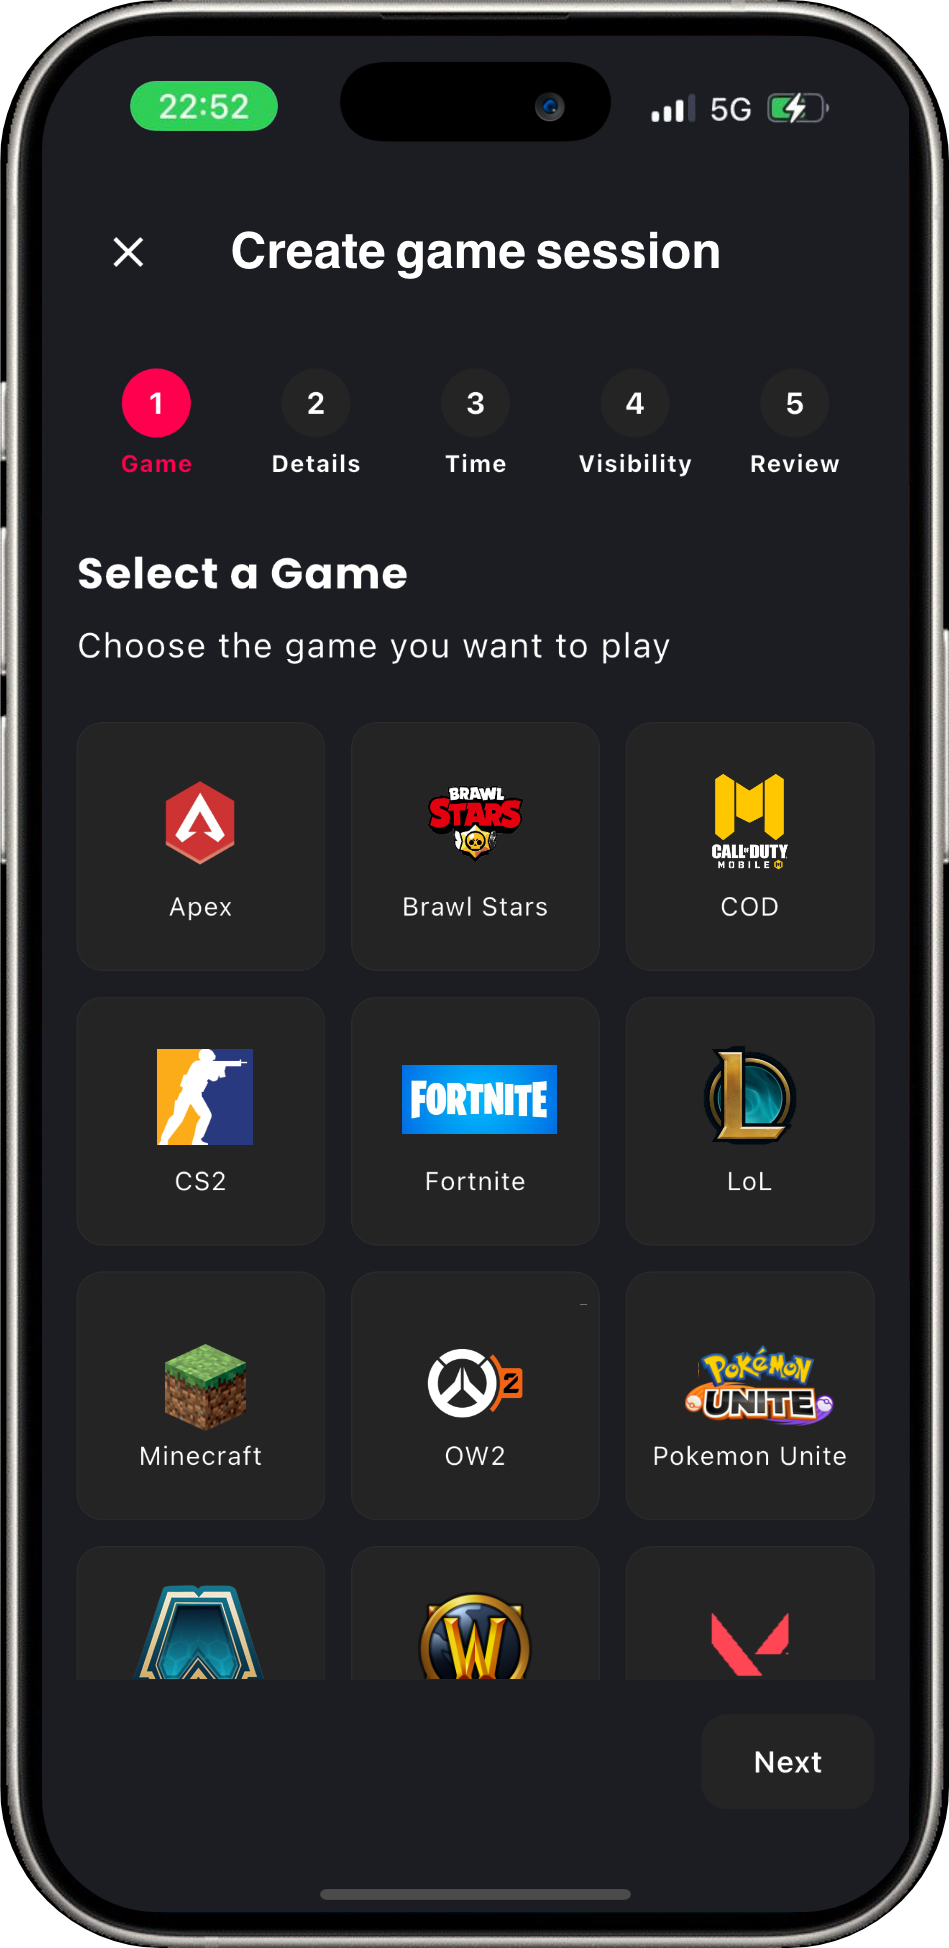 22:52
5G
Create game session
1
2
3
4
5
Game
Details
Time
Visibility
Review
Select a Game
Choose the game you want to play
BRAWL
STARS
CALL OF DUTY
MOBILE
Apex
Brawl Stars
COD
FORTNITE
L
CS2
Fortnite
LoL
2
POKéMON
UNITE
Minecraft
OW2
Pokemon Unite
W
Next